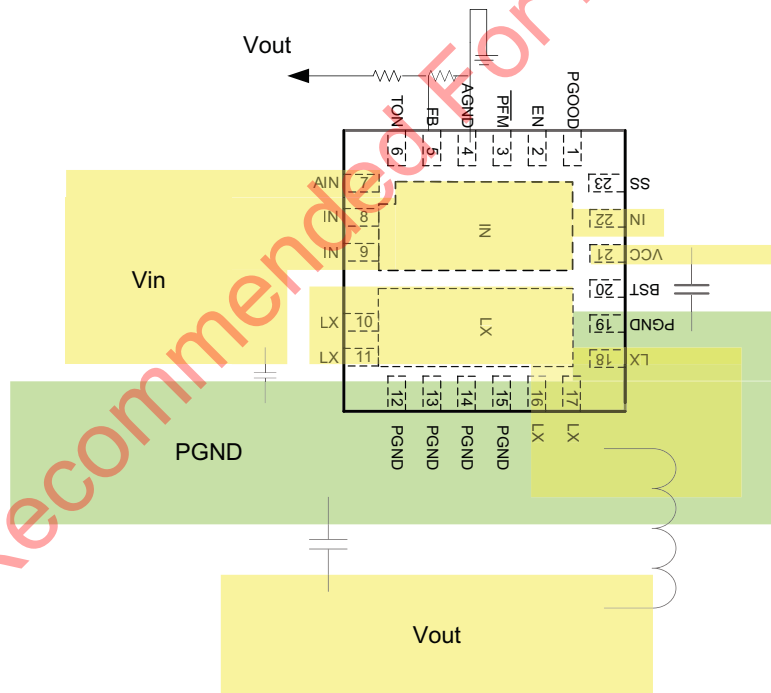 Vout
TON
FB
AGND
PFM
EN
PGOOD
6
5
4
3
2
1
AIN
7
IN
8
IN
9
SS
23
IN
22
VCC
21
BST
20
PGND
19
LX
18
IN
LX
Vin
LX
10
LX
11
12
13
14
15
16
17
PGND
PGND
PGND
PGND
LX
LX
PGND
Vout
Recommended For